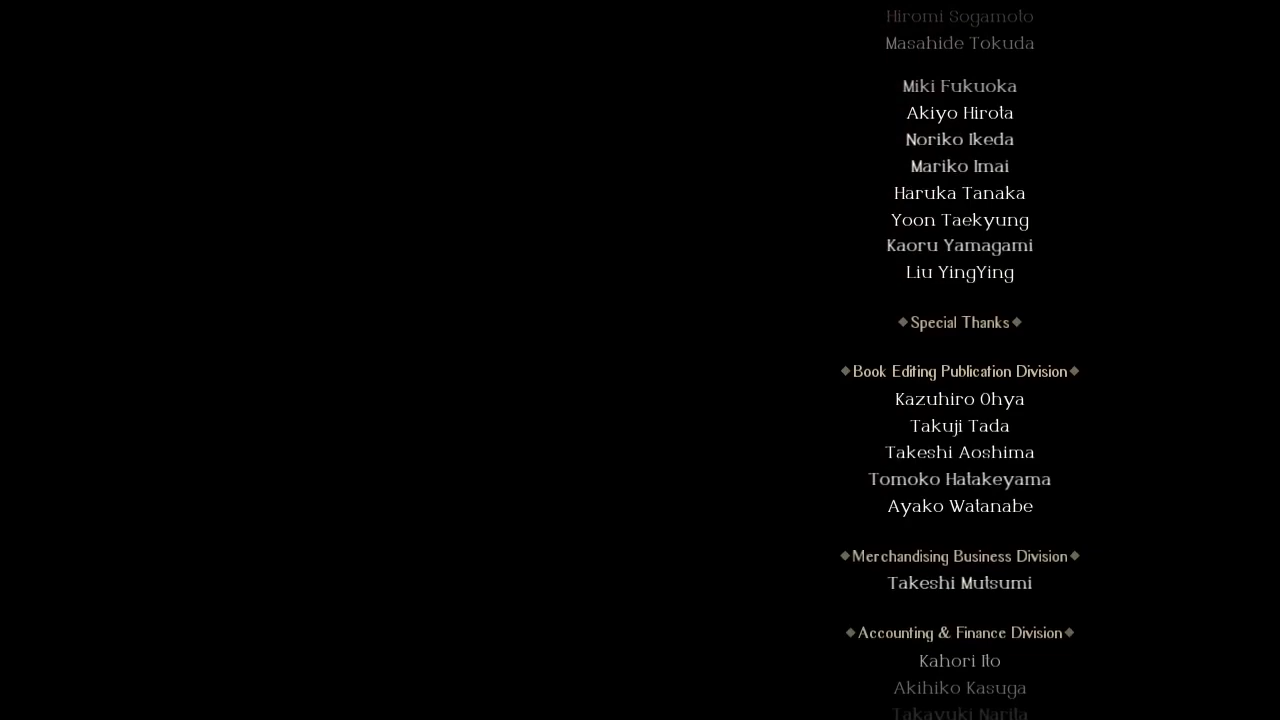 Hiromi Sogamoto
Masahide Tokuda
Miki Fukuoka
Akiyo Hirota
Noriko Ikeda
Mariko Imai
Haruka Tanaka
Yoon Taekyung
Kaoru Yamagami
Liu YingYing
◆Special Thanks◆
◆Book Editing Publication Division◆
Kazuhiro Ohya
Takuji Tada
Takeshi Aoshima
Tomoko Hatakeyama
Ayako Watanabe
◆Merchandising Business Division◆
Takeshi Mutsumi
◆Accounting & Finance Division◆
Kahori Ito
Akihiko Kasuga
Takayuki Narita